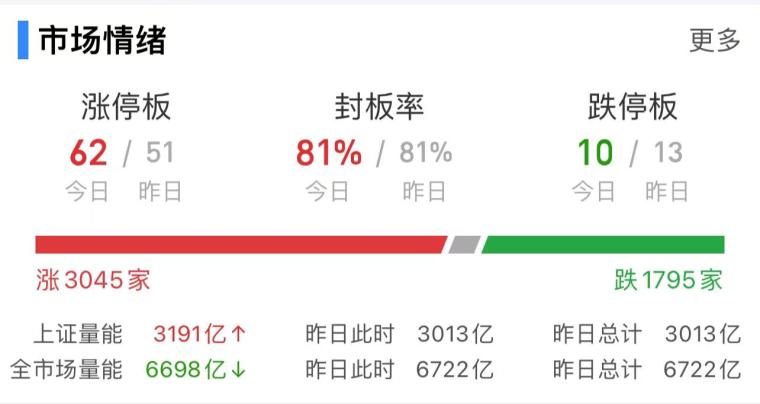 市场情绪 更多
涨停板 封板率 跌停板
62 / 51 81% / 81% 10 / 13
今日 昨日 今日 昨日 今日 昨日
涨3045家 跌1795家
上证量能 3191亿↑ 昨日此时 3013亿 昨日总计 3013亿
全市场量能 6698亿↓ 昨日此时 6722亿 昨日总计 6722亿